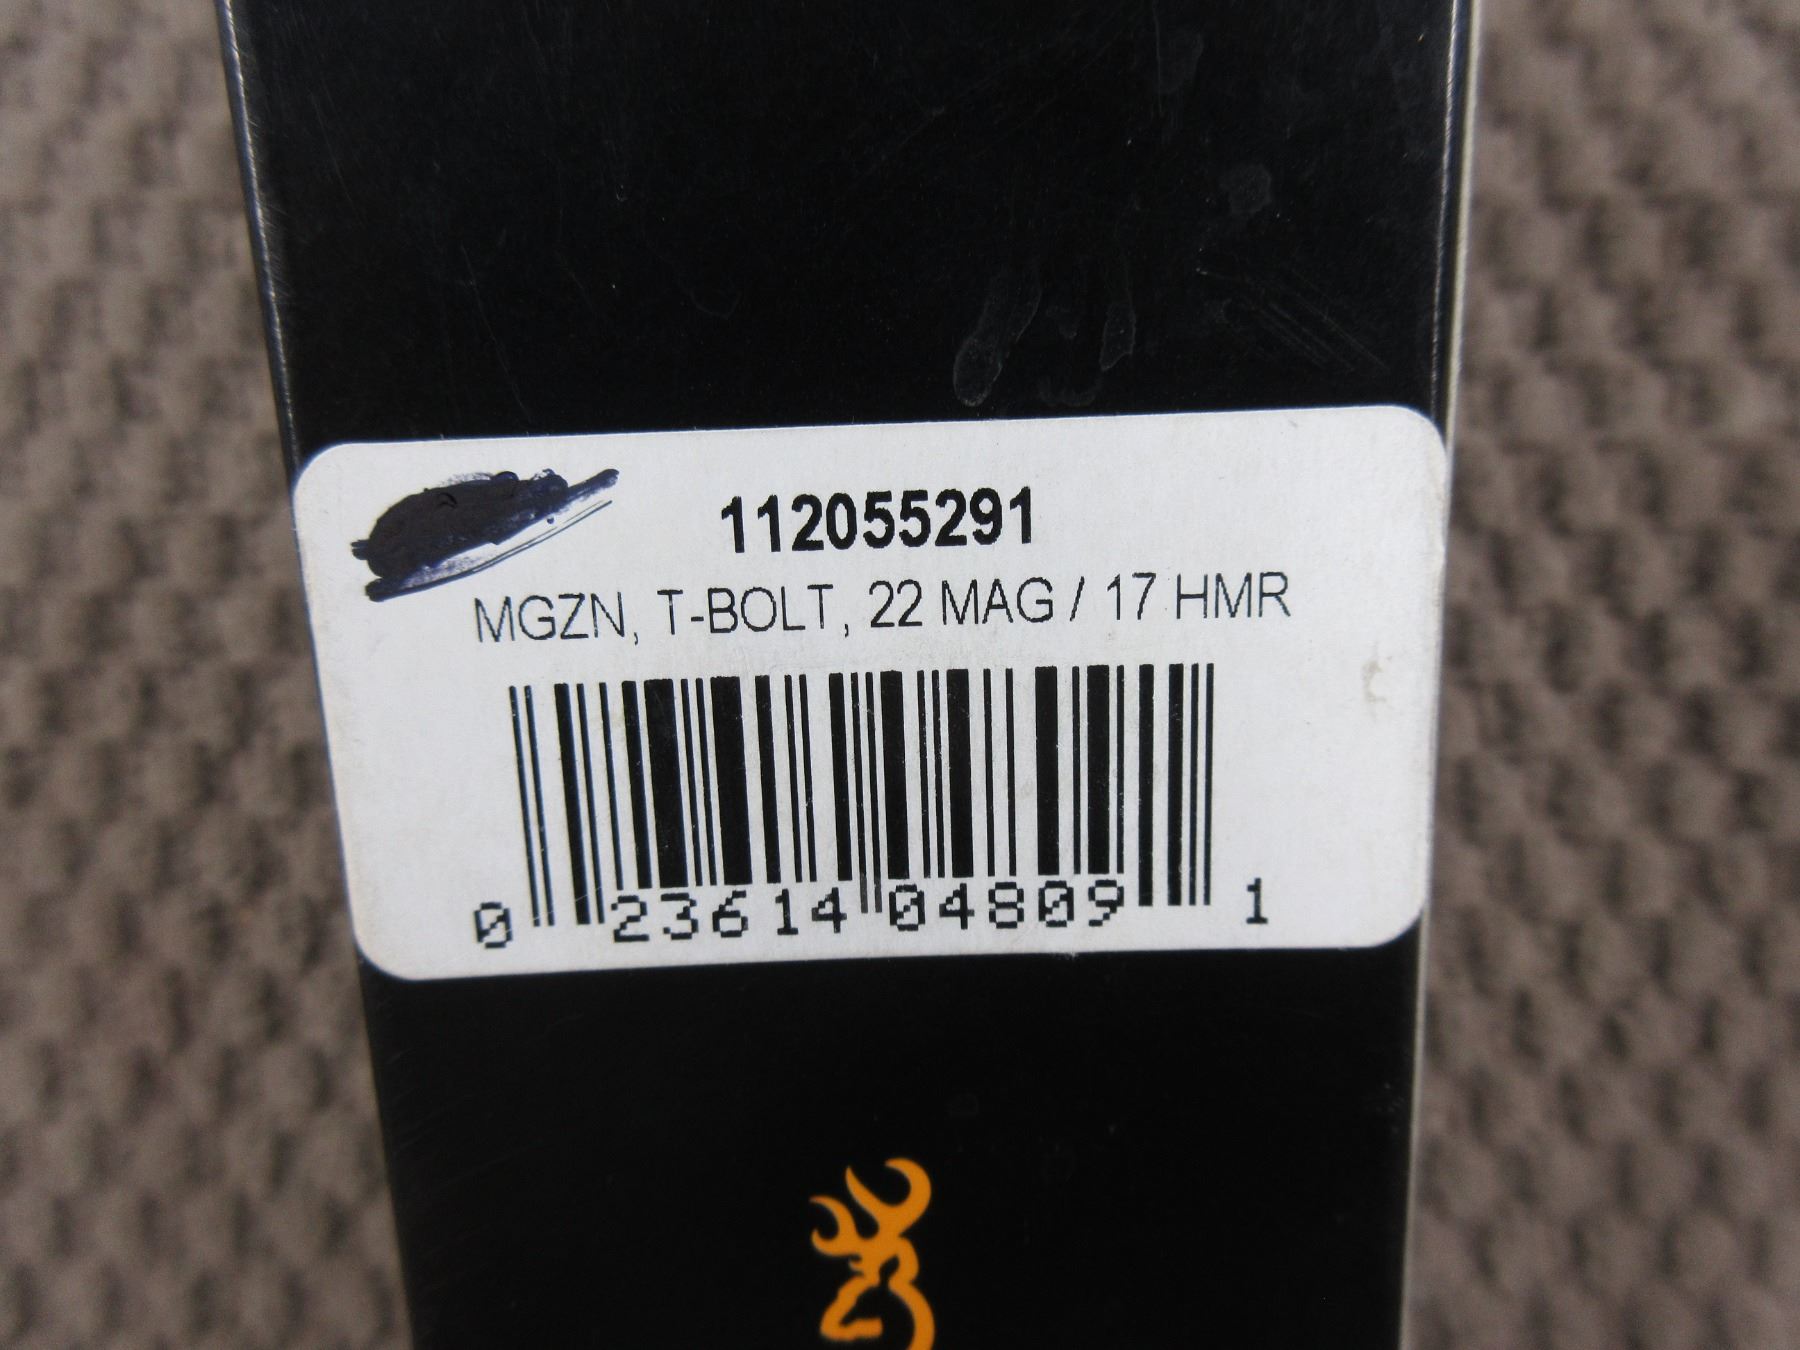 112055291
MGZN, T-BOLT, 22 MAG / 17 HMR
0 23614 04809 1